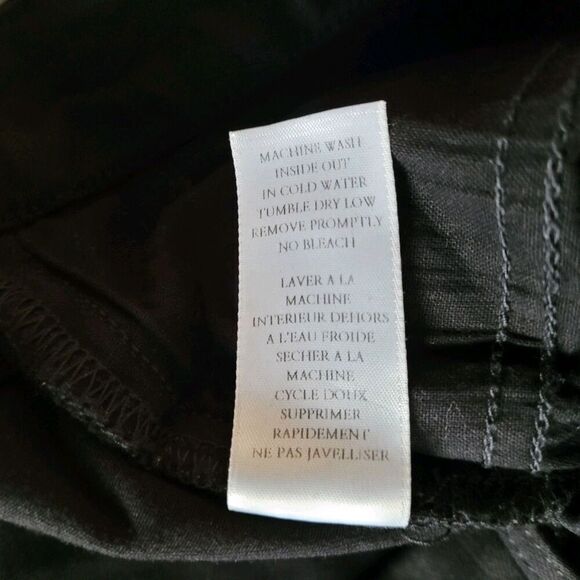 MACHINE WASH
INSIDE OUT
IN COLD WATER
TUMBLE DRY LOW
REMOVE PROMPTLY
NO BLEACH
LAVER A LA
MACHINE
INTERIEUR DEHORS
A L'EAU FROIDE
SECHER A LA
MACHINE
CYCLE DOUX
SUPPRIMER
RAPIDEMENT
NE PAS JAVELLISER